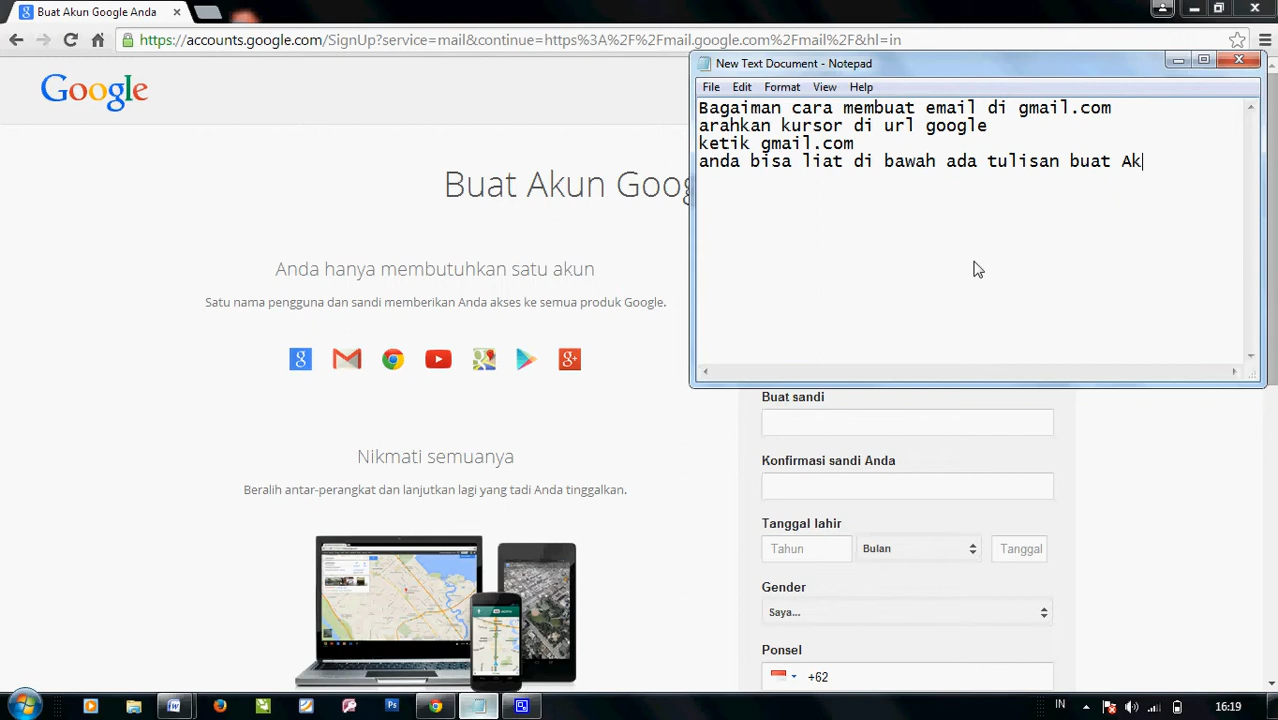 Buat Akun Google Anda
https://accounts.google.com/SignUp?service=mail&continue=https%3A%2F%2Fmail.google.com%2Fmail%2F&hl=in
Google
New Text Document - Notepad
File Edit Format View Help
Bagaiman cara membuat email di gmail.com
arahkan kursor di url google
ketik gmail.com
anda bisa liat di bawah ada tulisan buat Ak
Buat Akun Goog
Anda hanya membutuhkan satu akun
Satu nama pengguna dan sandi memberikan Anda akses ke semua produk Google.
Nikmati semuanya
Beralih antar-perangkat dan lanjutkan lagi yang tadi Anda tinggalkan.
Buat sandi
Konfirmasi sandi Anda
Tanggal lahir
Tahun Bulan Tanggal
Gender
Saya...
Ponsel
+62
IN 16:19